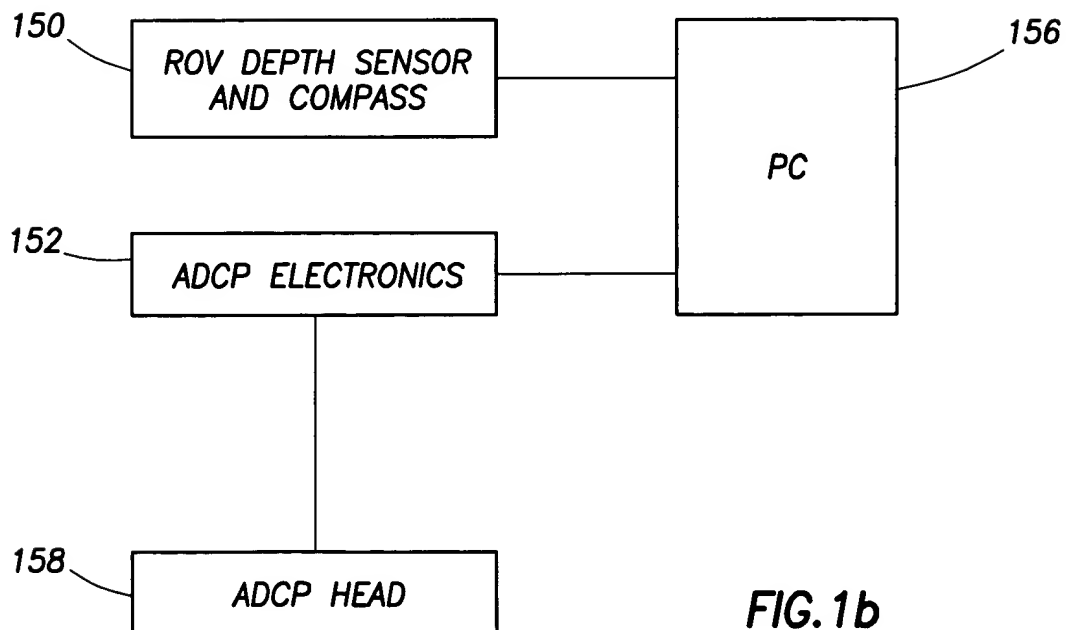 150
ROV DEPTH SENSOR
AND COMPASS
156
PC
152
ADCP ELECTRONICS
158
ADCP HEAD
FIG. 1b